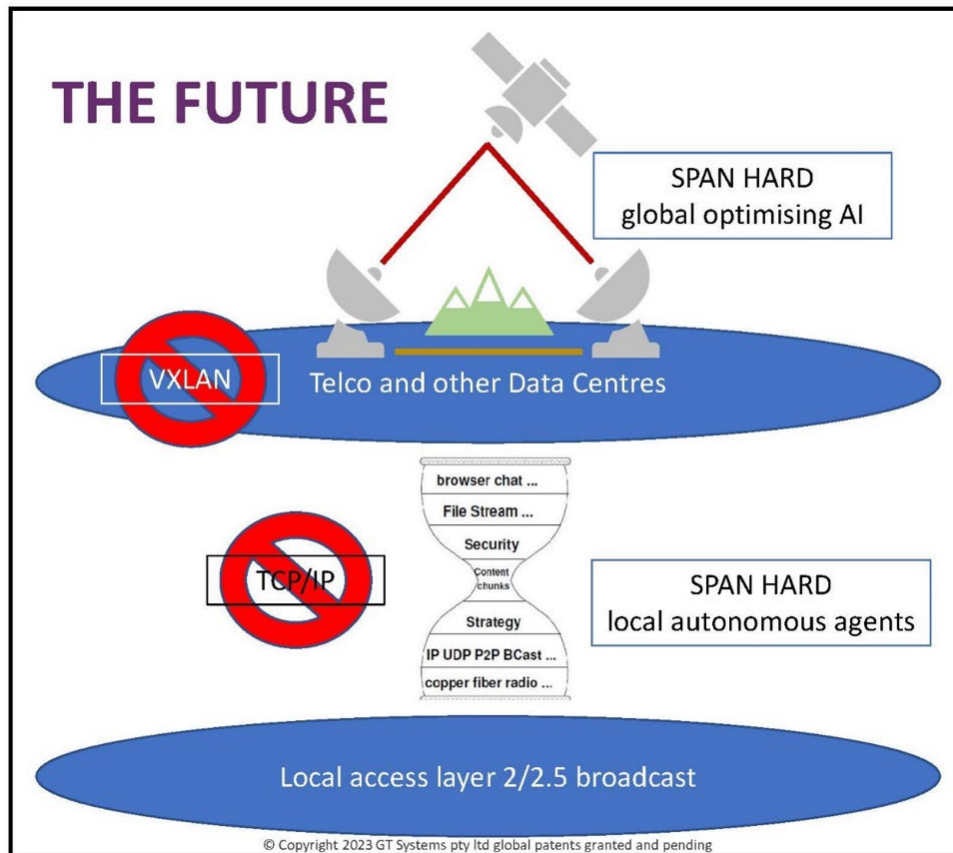 THE FUTURE
SPAN HARD
global optimising AI
VXLAN
Telco and other Data Centres
browser chat ...
File Stream ...
Security
Content
chunks
TCP/IP
Strategy
IP UDP P2P BCast ...
copper fiber radio ...
SPAN HARD
local autonomous agents
Local access layer 2/2.5 broadcast
© Copyright 2023 GT Systems pty ltd global patents granted and pending